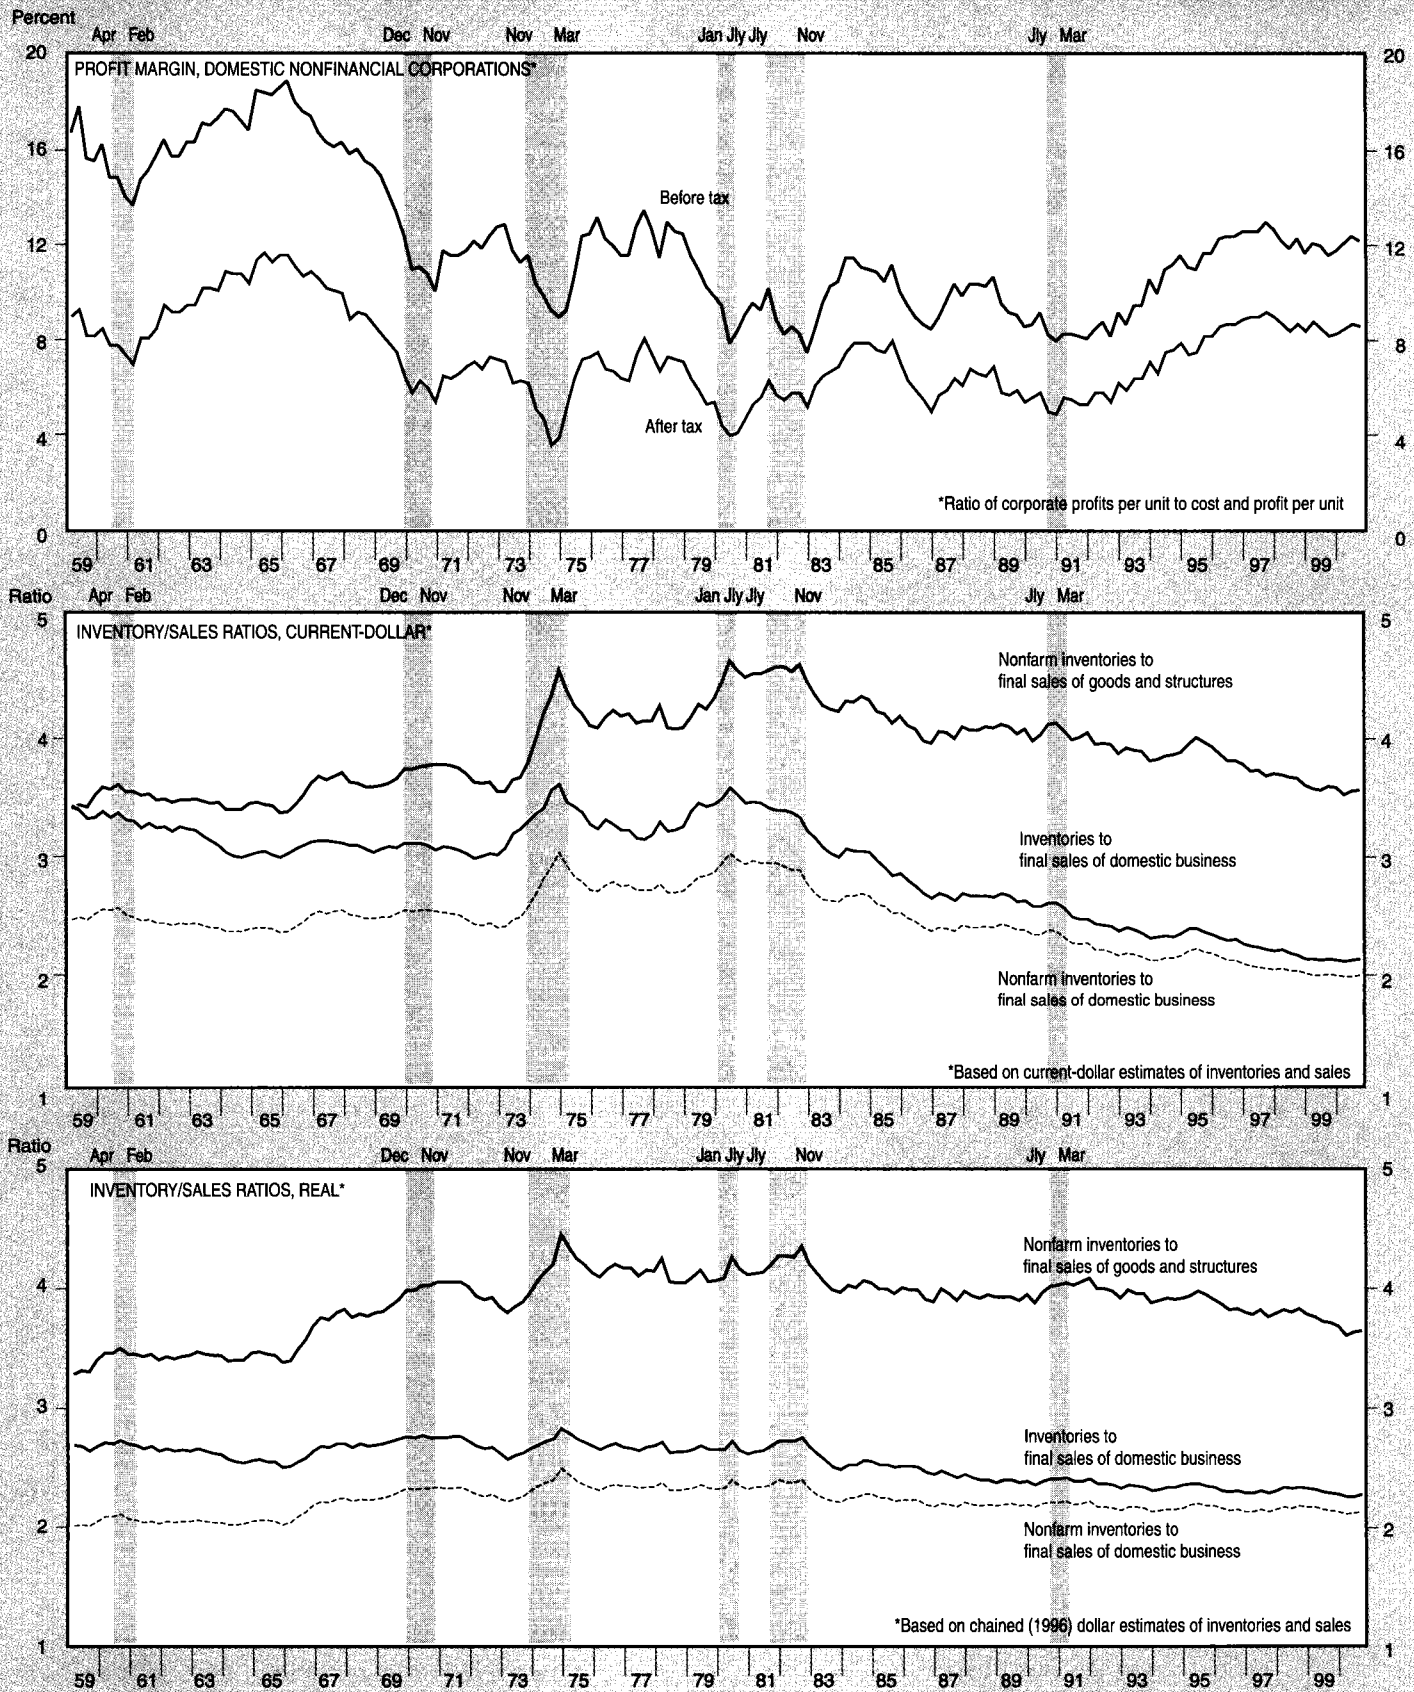 Percent
Apr Feb Dec Nov Nov Mar Jan Jly Jly Nov Jly Mar
20 20
PROFIT MARGIN, DOMESTIC NONFINANCIAL CORPORATIONS*
16 16
Before tax
12 12
8 8
After tax
4 4
*Ratio of corporate profits per unit to cost and profit per unit
0 0
59 61 63 65 67 69 71 73 75 77 79 81 83 85 87 89 91 93 95 97 99
Ratio
Apr Feb Dec Nov Nov Mar Jan Jly Jly Nov Jly Mar
5 5
INVENTORY/SALES RATIOS, CURRENT-DOLLAR*
Nonfarm inventories to
final sales of goods and structures
4 4
Inventories to
final sales of domestic business
3 3
2 2
Nonfarm inventories to
final sales of domestic business
*Based on current-dollar estimates of inventories and sales
1 1
59 61 63 65 67 69 71 73 75 77 79 81 83 85 87 89 91 93 95 97 99
Ratio
Apr Feb Dec Nov Nov Mar Jan Jly Jly Nov Jly Mar
5 5
INVENTORY/SALES RATIOS, REAL*
Nonfarm inventories to
final sales of goods and structures
4 4
3 3
Inventories to
final sales of domestic business
2 2
Nonfarm inventories to
final sales of domestic business
*Based on chained (1996) dollar estimates of inventories and sales
1 1
59 61 63 65 67 69 71 73 75 77 79 81 83 85 87 89 91 93 95 97 99